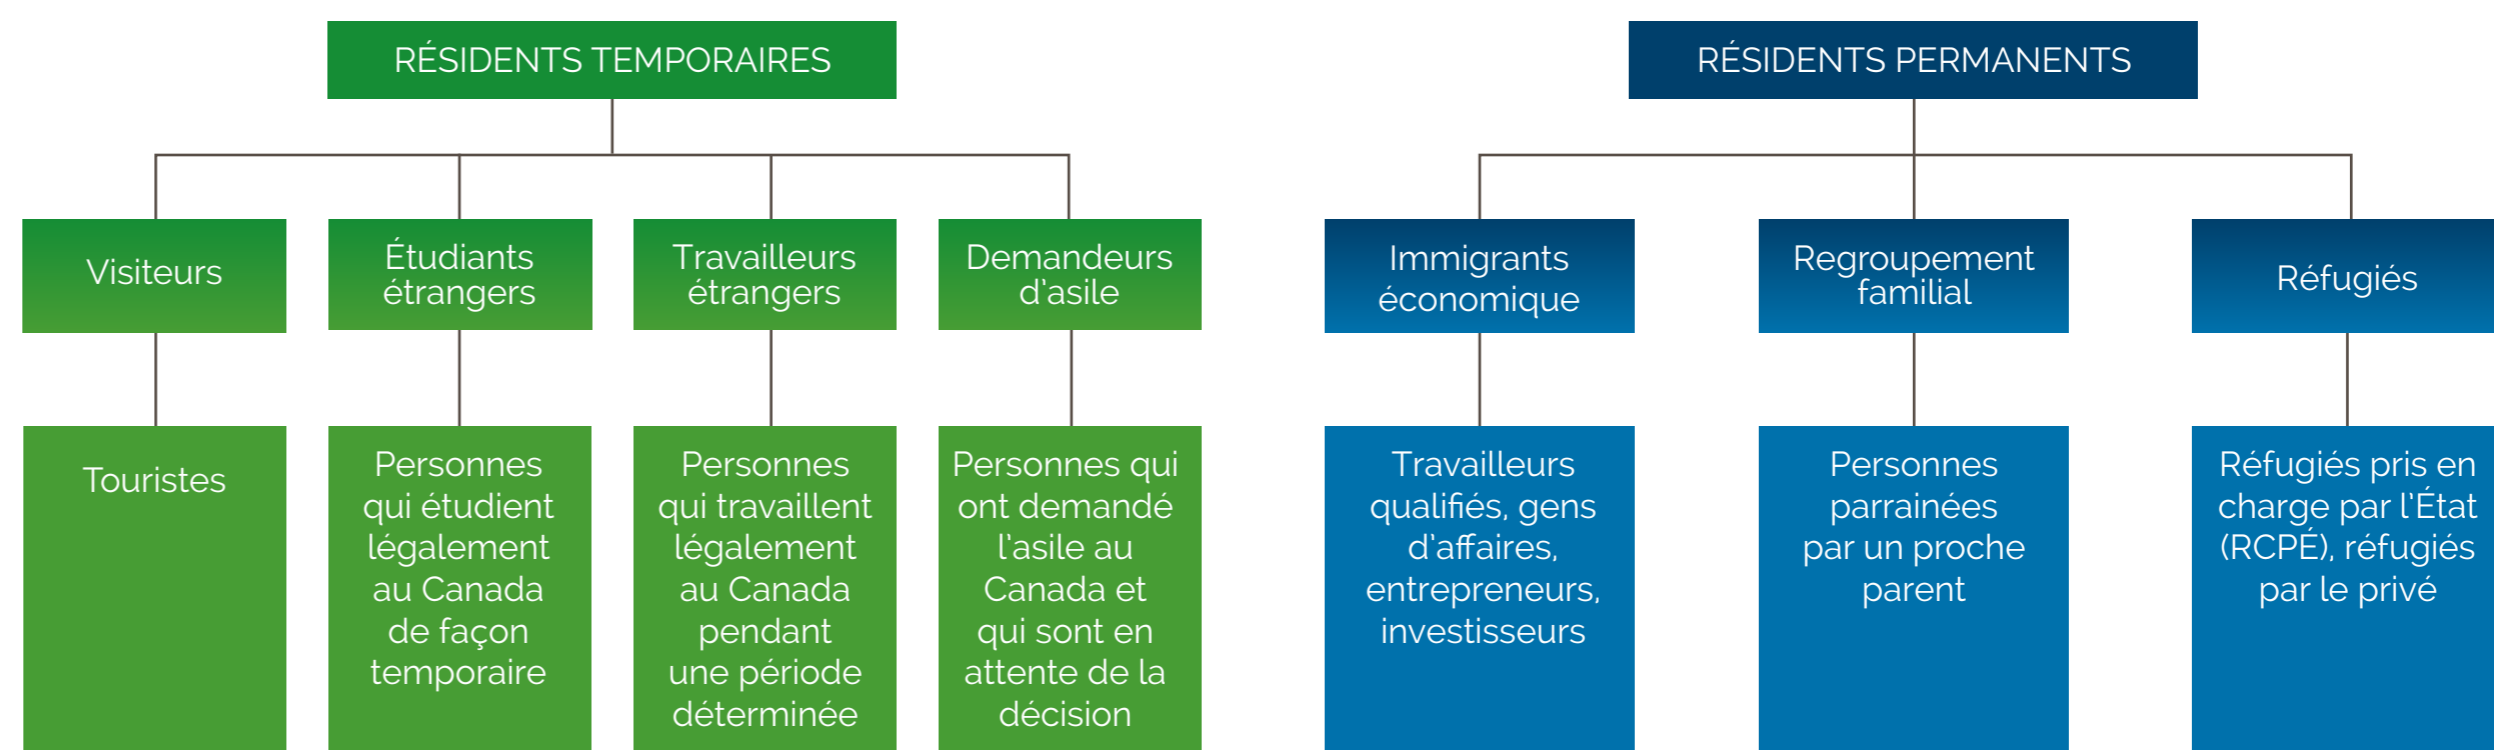 RÉSIDENTS TEMPORAIRES
Visiteurs
Touristes
Étudiants
étrangers
Personnes
qui étudient
légalement
au Canada
de façon
temporaire
Travailleurs
étrangers
Personnes
qui travaillent
légalement
au Canada
pendant
une période
déterminée
Demandeurs
d'asile
Personnes qui
ont demandé
l'asile au
Canada et
qui sont en
attente de la
décision
RÉSIDENTS PERMANENTS
Immigrants
économique
Travailleurs
qualifiés, gens
d'affaires,
entrepreneurs,
investisseurs
Regroupement
familial
Personnes
parrainées
par un proche
parent
Réfugiés
Réfugiés pris en
charge par l'État
(RCPÉ), réfugiés
par le privé